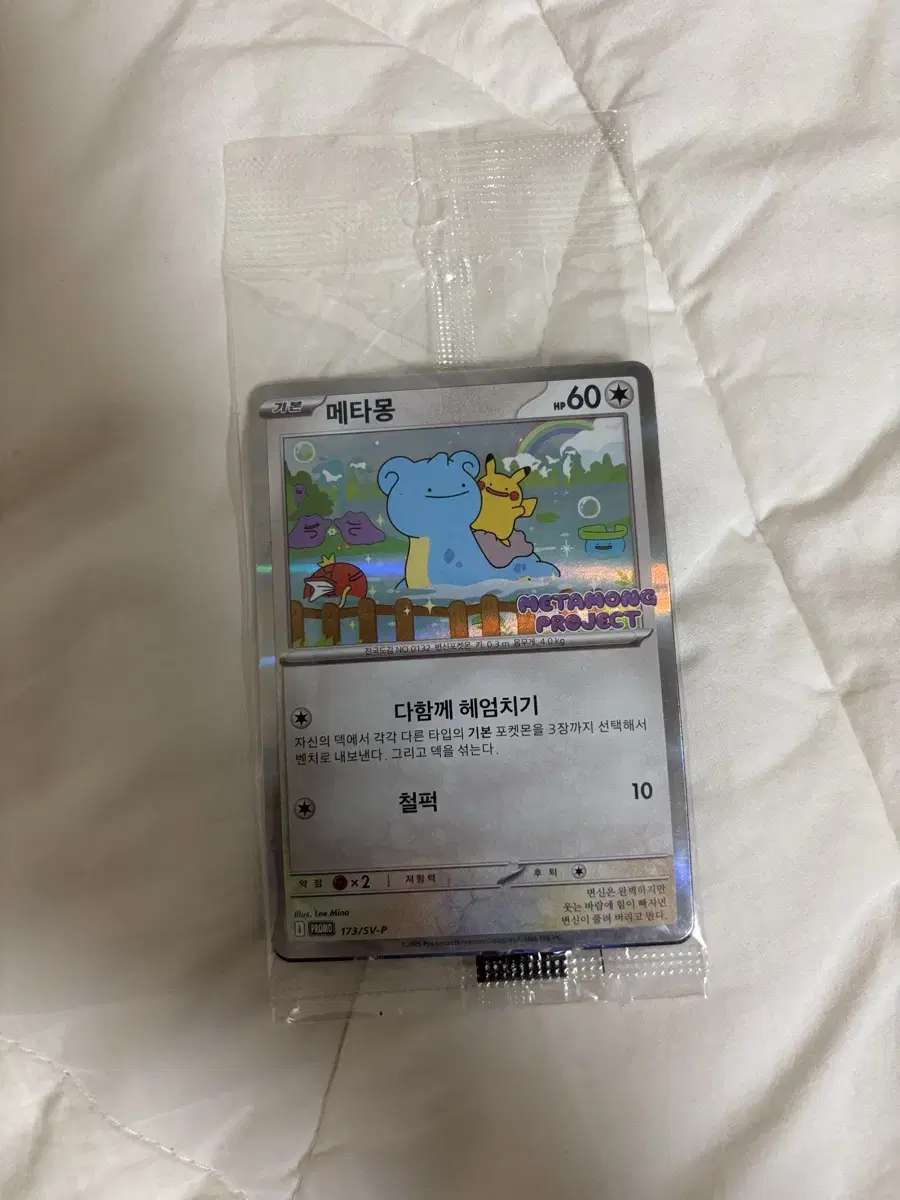 기본 메타몽 HP 60
METAMONG
PROJECT
전국도감 NO.0132 변신포켓몬 키 0.3 m 몸무게 4.0 kg
다함께 헤엄치기
자신의 덱에서 각각 다른 타입의 기본 포켓몬을 3장까지 선택해서
벤치로 내보낸다. 그리고 덱을 섞는다.
철퍽 10
약점 ×2 저항력 후퇴
변신은 완벽하지만
웃는 바람에 힘이 빠지면
변신이 풀려 버리고 만다.
Illus. Lee Mina
PROMO 173/SV-P